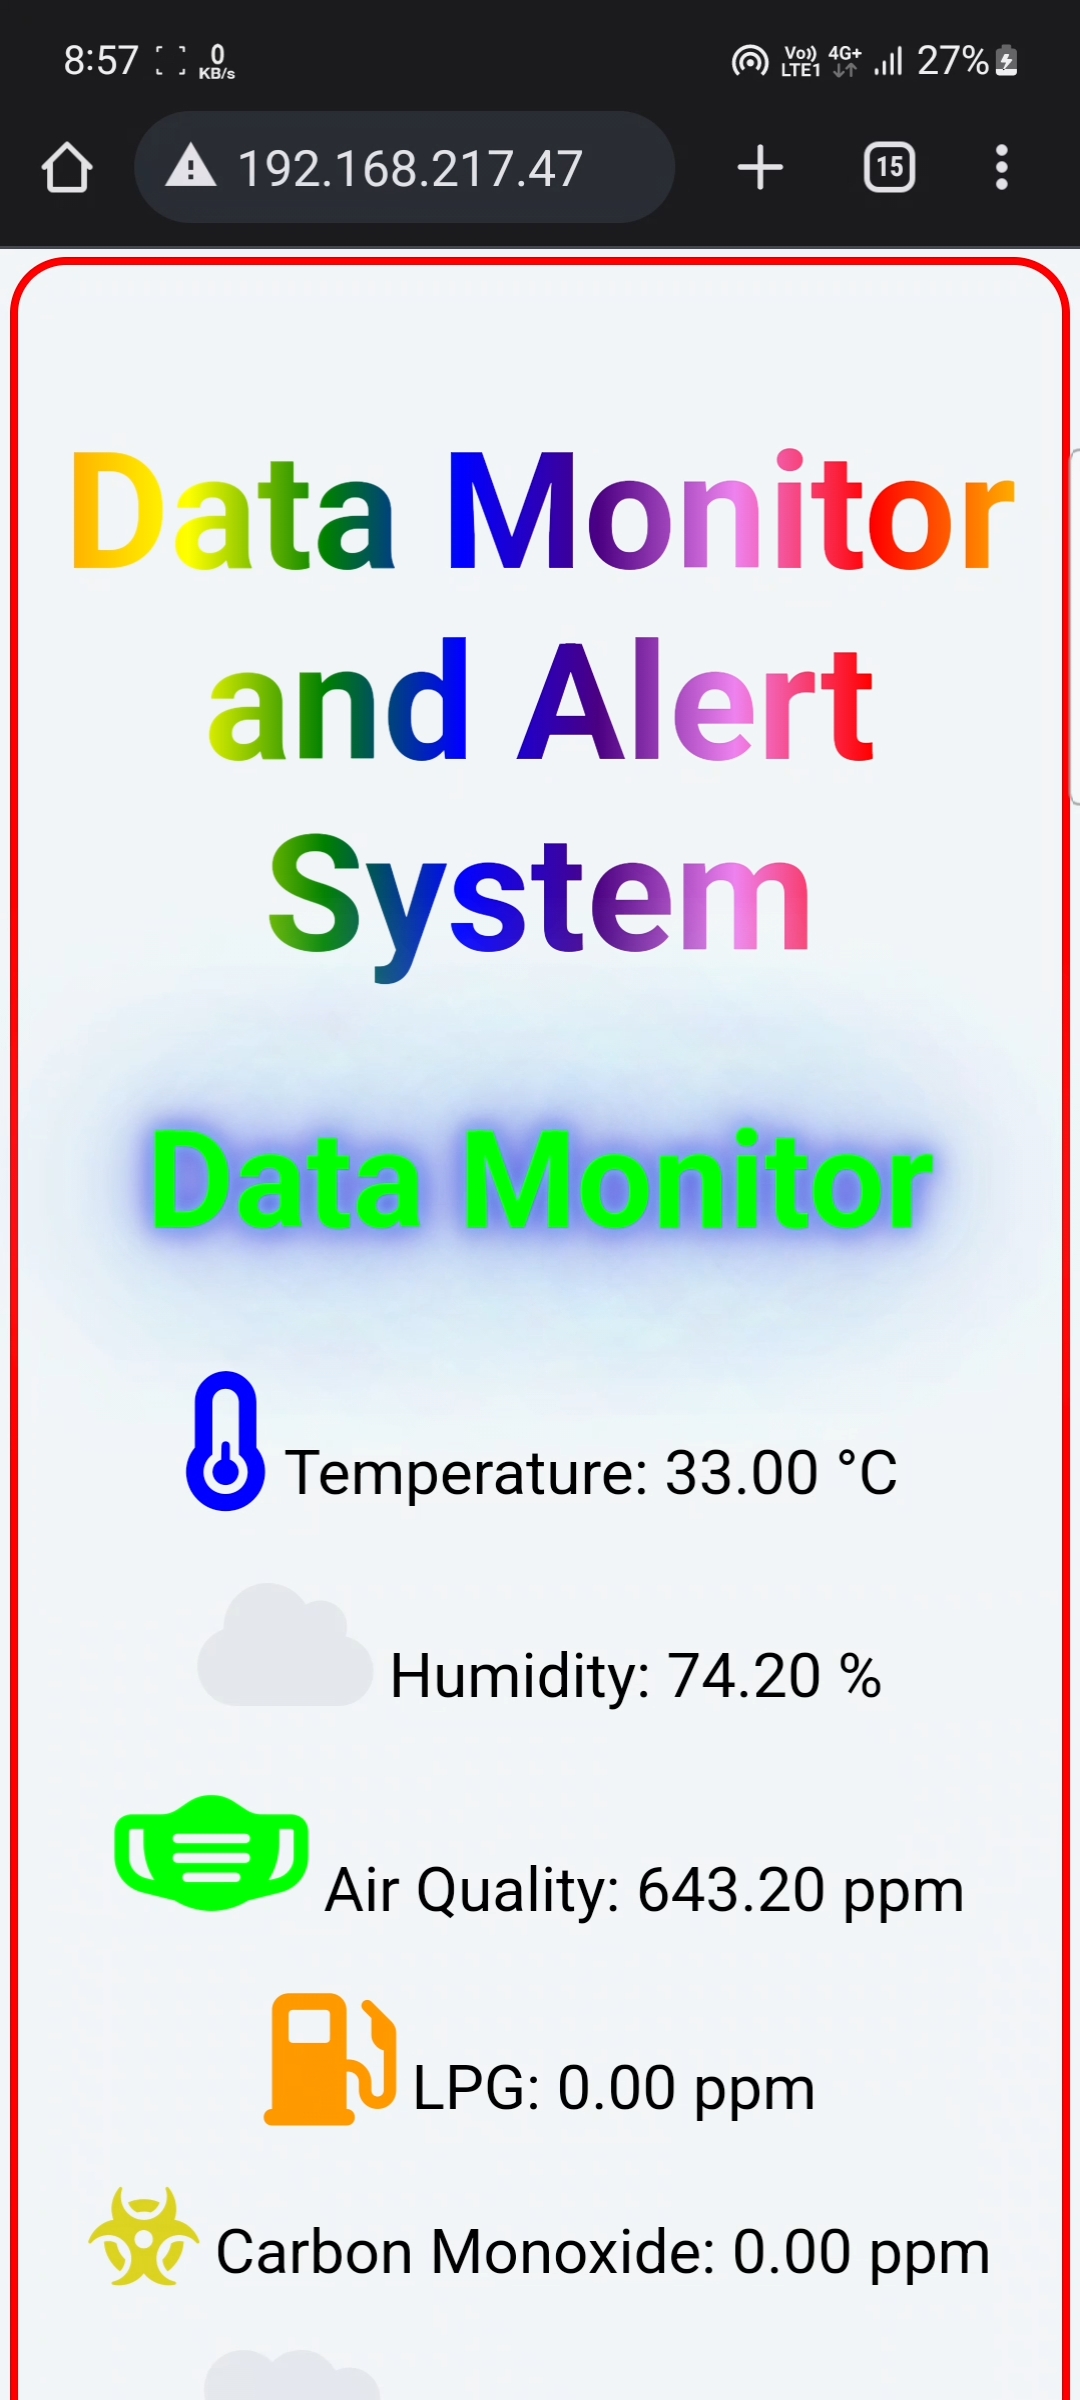 8:57 0 KB/s Vo)) LTE1 4G+ 27%
192.168.217.47 15
Data Monitor
and Alert
System
Data Monitor
Temperature: 33.00 °C
Humidity: 74.20 %
Air Quality: 643.20 ppm
LPG: 0.00 ppm
Carbon Monoxide: 0.00 ppm